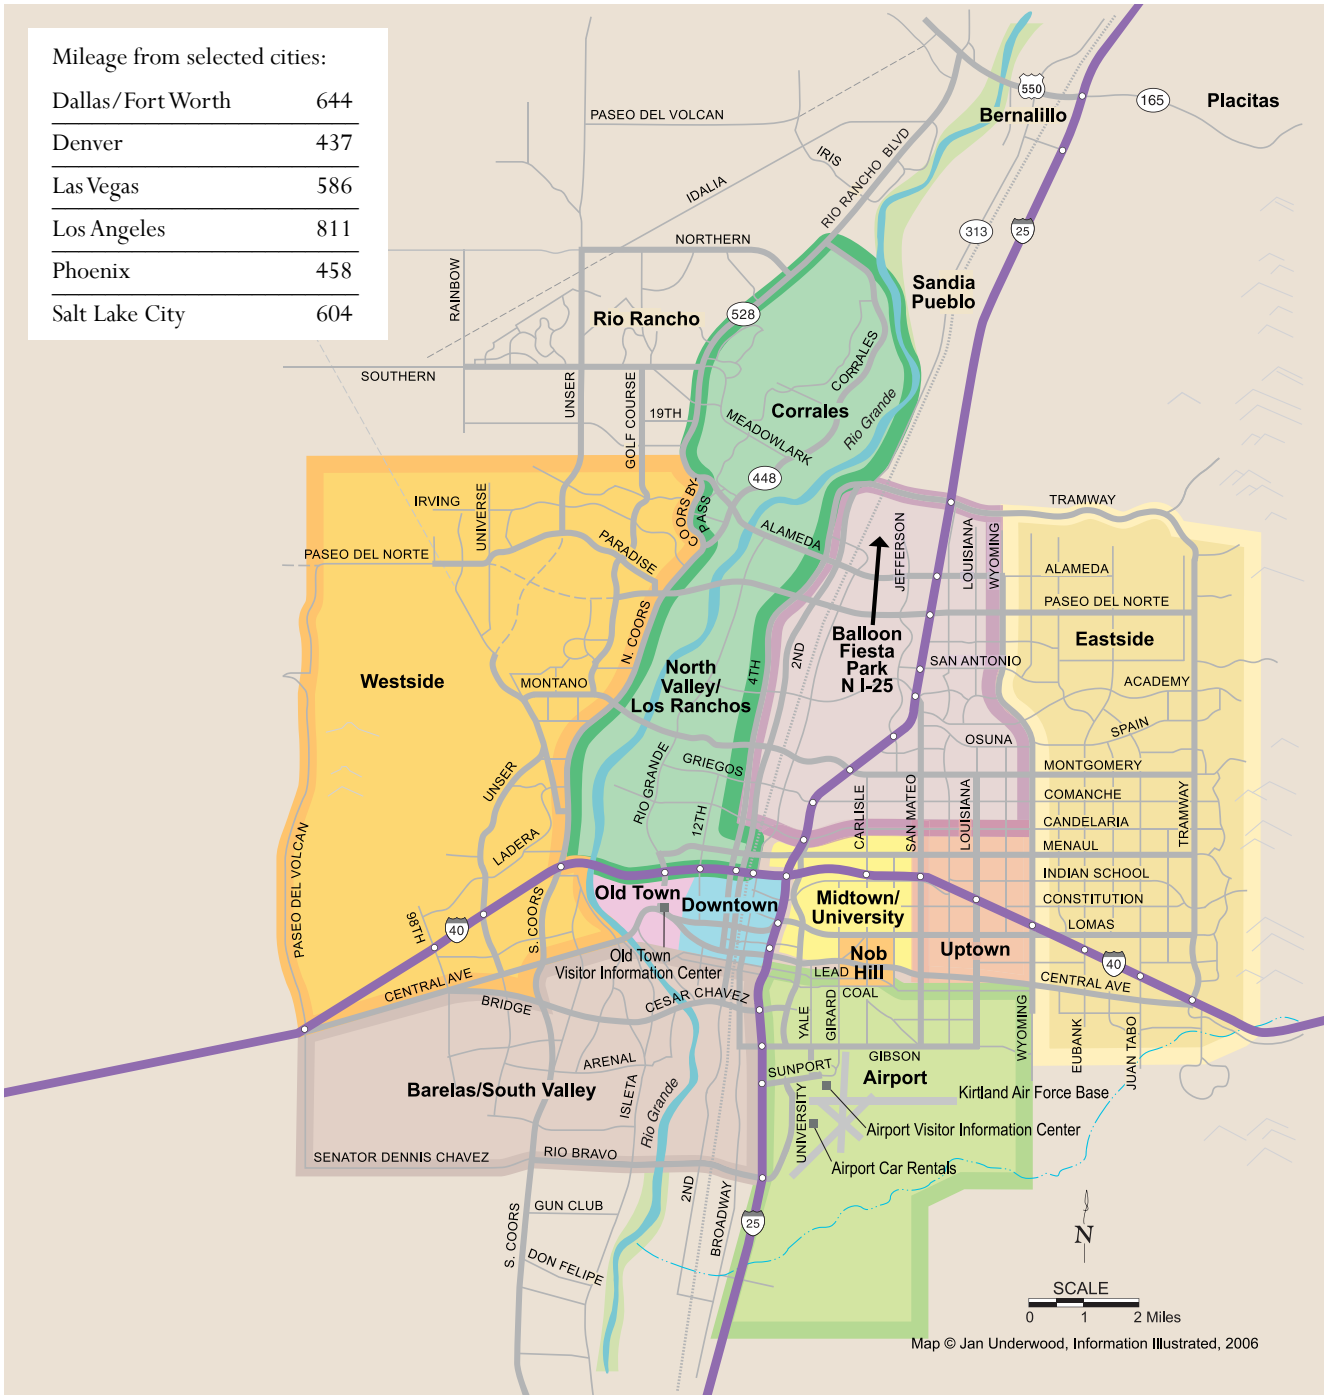 Mileage from selected cities:
Dallas/Fort Worth 644
Denver 437
Las Vegas 586
Los Angeles 811
Phoenix 458
Salt Lake City 604
550
165
Placitas
Bernalillo
PASEO DEL VOLCAN
IRIS
RIO RANCHO BLVD
IDALIA
313
25
NORTHERN
RAINBOW
Sandia
Pueblo
528
Rio Rancho
SOUTHERN
UNSER
GOLF COURSE
19TH
CORRALES
Corrales
MEADOWLARK
Rio Grande
448
IRVING
UNIVERSE
COORS BY-
PASS
ALAMEDA
TRAMWAY
JEFFERSON
LOUISIANA
WYOMING
PASEO DEL NORTE
PARADISE
ALAMEDA
PASEO DEL NORTE
N. COORS
Balloon
Fiesta
Park
N I-25
Eastside
2ND
4TH
SAN ANTONIO
Westside
MONTANO
North
Valley/
Los Ranchos
ACADEMY
SPAIN
OSUNA
UNSER
RIO GRANDE
GRIEGOS
MONTGOMERY
12TH
CARLISLE
SAN MATEO
LOUISIANA
COMANCHE
CANDELARIA
TRAMWAY
MENAUL
LADERA
PASEO DEL VOLCAN
INDIAN SCHOOL
CONSTITUTION
LOMAS
98TH
40
S. COORS
Old Town
Downtown
Midtown/
University
Nob
Hill
Uptown
40
Old Town
Visitor Information Center
LEAD
COAL
CENTRAL AVE
CENTRAL AVE
BRIDGE
CESAR CHAVEZ
YALE
GIRARD
WYOMING
EUBANK
JUAN TABO
GIBSON
SUNPORT
Airport
ARENAL
ISLETA
Rio Grande
Barelas/South Valley
UNIVERSITY
Kirtland Air Force Base
Airport Visitor Information Center
Airport Car Rentals
SENATOR DENNIS CHAVEZ
RIO BRAVO
2ND
BROADWAY
25
S. COORS
GUN CLUB
DON FELIPE
N
SCALE
0 1 2 Miles
Map © Jan Underwood, Information Illustrated, 2006